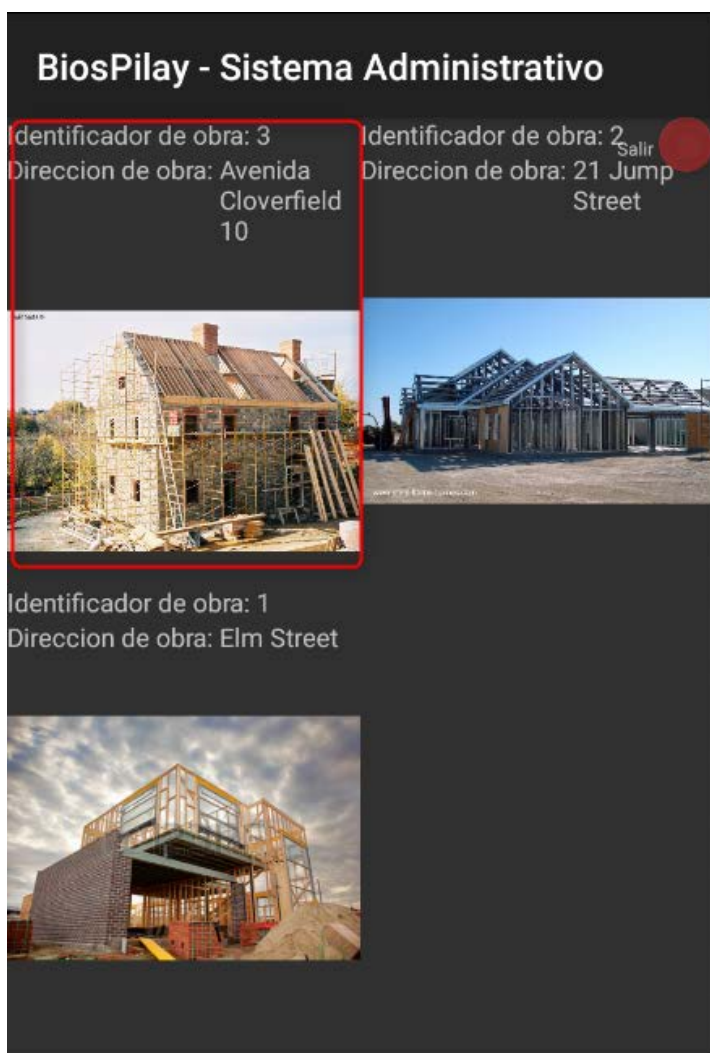 BiosPilay - Sistema Administrativo
Identificador de obra: 3
Direccion de obra: Avenida
Cloverfield
10
Identificador de obra: 2
Salir
Direccion de obra: 21 Jump
Street
Identificador de obra: 1
Direccion de obra: Elm Street